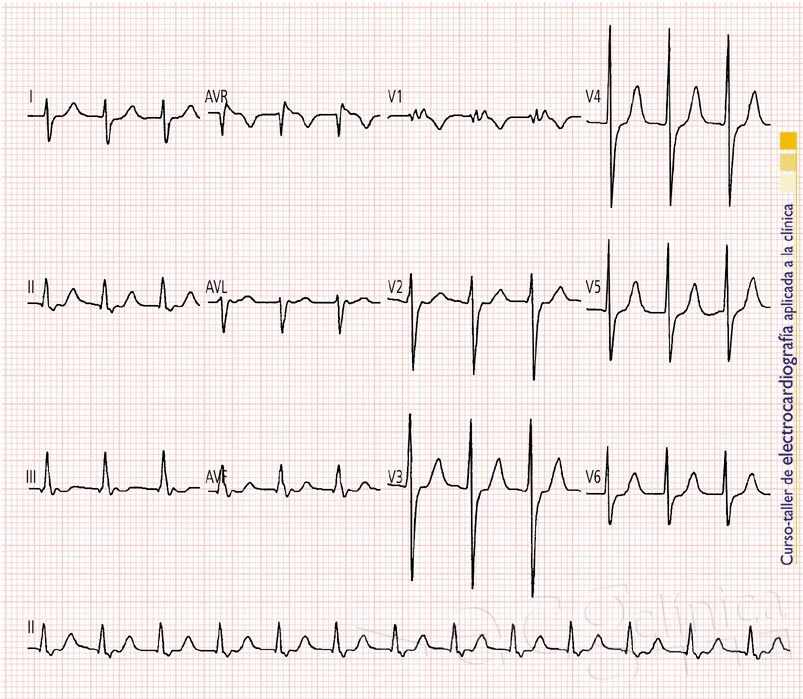 I AVR V1 V4
II AVL V2 V5
III AVF V3 V6
II
Curso-taller de electrocardiografía aplicada a la clínica